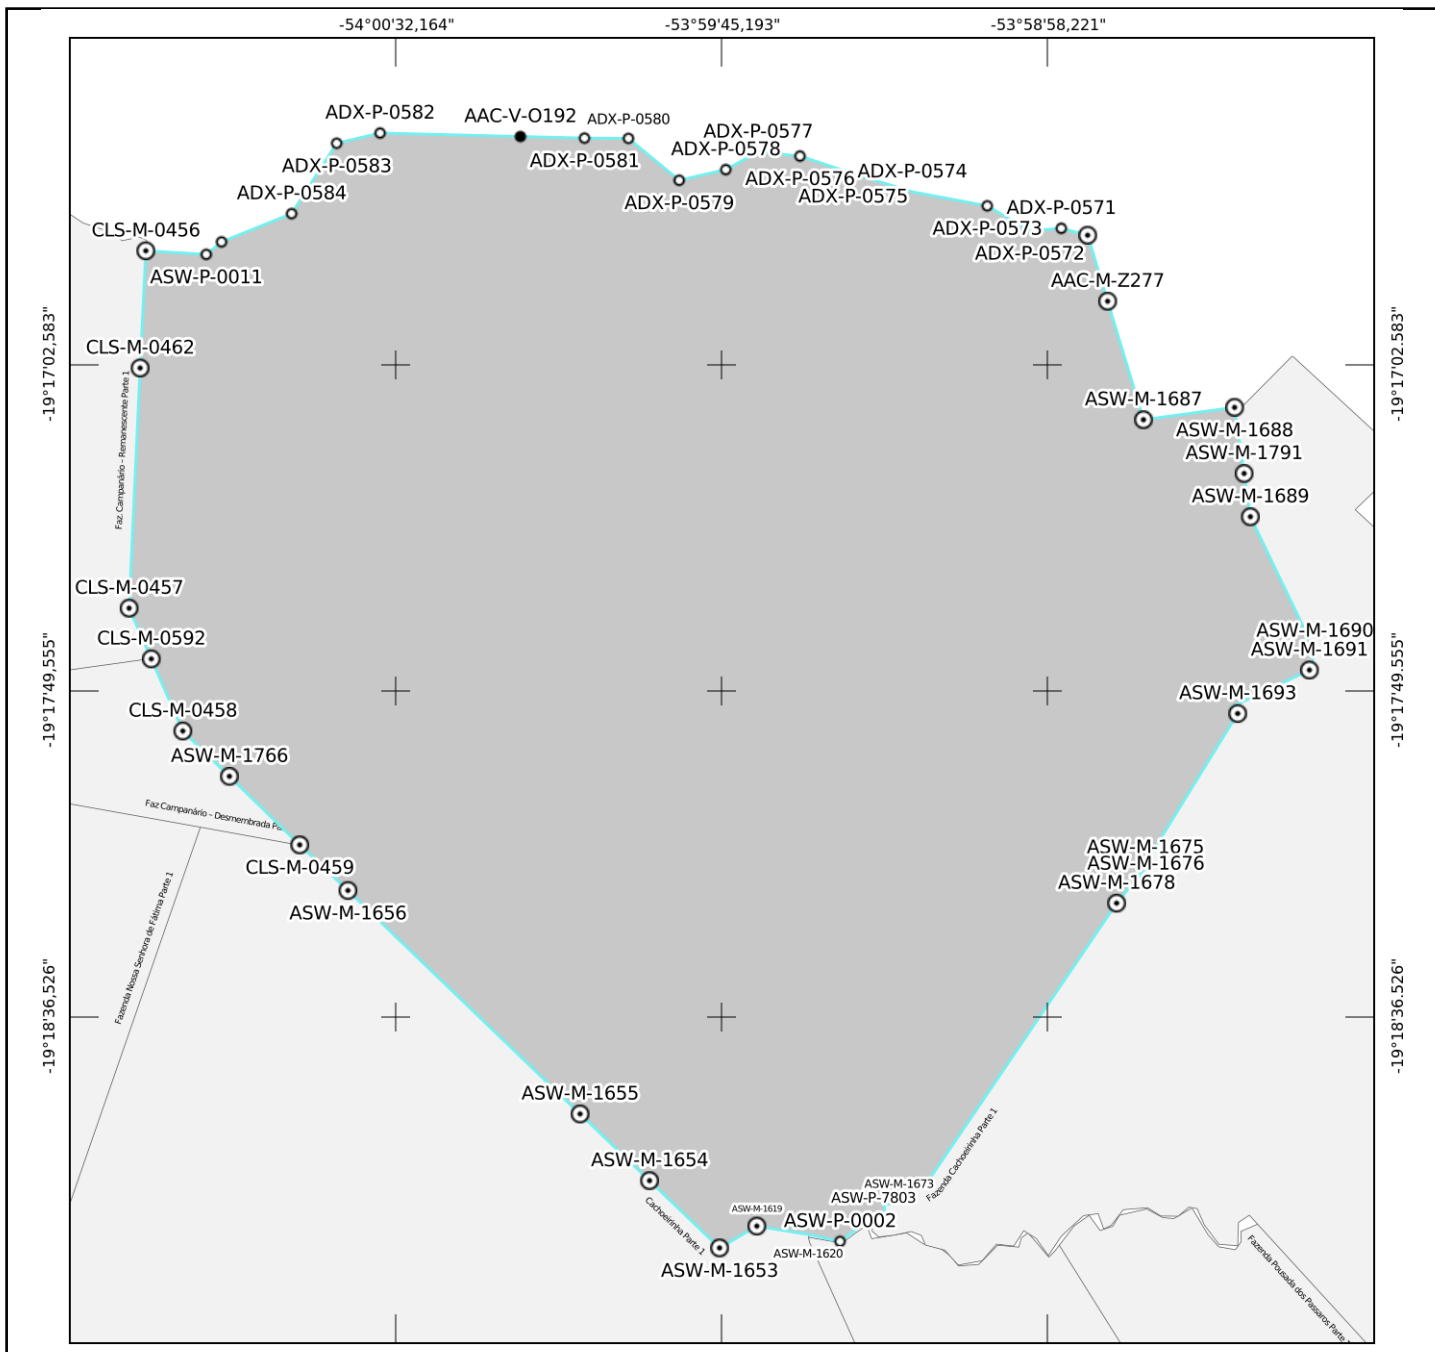 -54°00'32,164"
-53°59'45,193"
-53°58'58,221"
ADX-P-0582
AAC-V-O192
ADX-P-0580
ADX-P-0577
ADX-P-0578
ADX-P-0581
ADX-P-0583
ADX-P-0574
ADX-P-0576
ADX-P-0575
ADX-P-0584
ADX-P-0579
ADX-P-0571
CLS-M-0456
ADX-P-0573
ADX-P-0572
ASW-P-0011
AAC-M-Z277
-19°17'02,583"
-19°17'02.583"
CLS-M-0462
Faz. Campanário – Remanescente Parte 1
ASW-M-1687
ASW-M-1688
ASW-M-1791
ASW-M-1689
CLS-M-0457
CLS-M-0592
ASW-M-1690
ASW-M-1691
-19°17'49,555"
-19°17'49.555"
ASW-M-1693
CLS-M-0458
ASW-M-1766
Faz Campanário – Desmembrada
ASW-M-1675
ASW-M-1676
CLS-M-0459
ASW-M-1678
ASW-M-1656
Fazenda Nossa Senhora de Fátima Parte 1
-19°18'36,526"
-19°18'36.526"
ASW-M-1655
ASW-M-1654
Fazenda Cachoeirinha Parte 1
ASW-M-1673
ASW-P-7803
ASW-M-1619
ASW-P-0002
Cachoeirinha Parte 1
ASW-M-1620
ASW-M-1653
Fazenda Pousada dos Passaros Parte